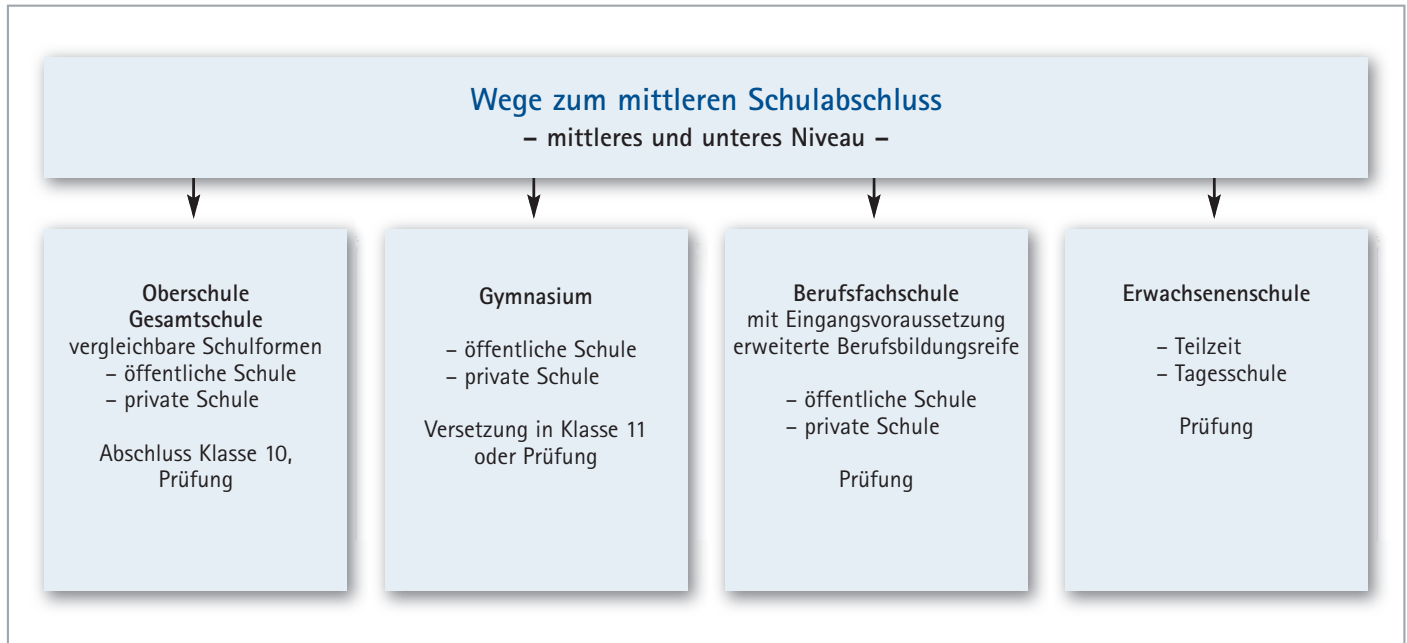 Wege zum mittleren Schulabschluss
– mittleres und unteres Niveau –
Oberschule
Gesamtschule
vergleichbare Schulformen
– öffentliche Schule
– private Schule
Abschluss Klasse 10,
Prüfung
Gymnasium
– öffentliche Schule
– private Schule
Versetzung in Klasse 11
oder Prüfung
Berufsfachschule
mit Eingangsvoraussetzung
erweiterte Berufsbildungsreife
– öffentliche Schule
– private Schule
Prüfung
Erwachsenenschule
– Teilzeit
– Tagesschule
Prüfung